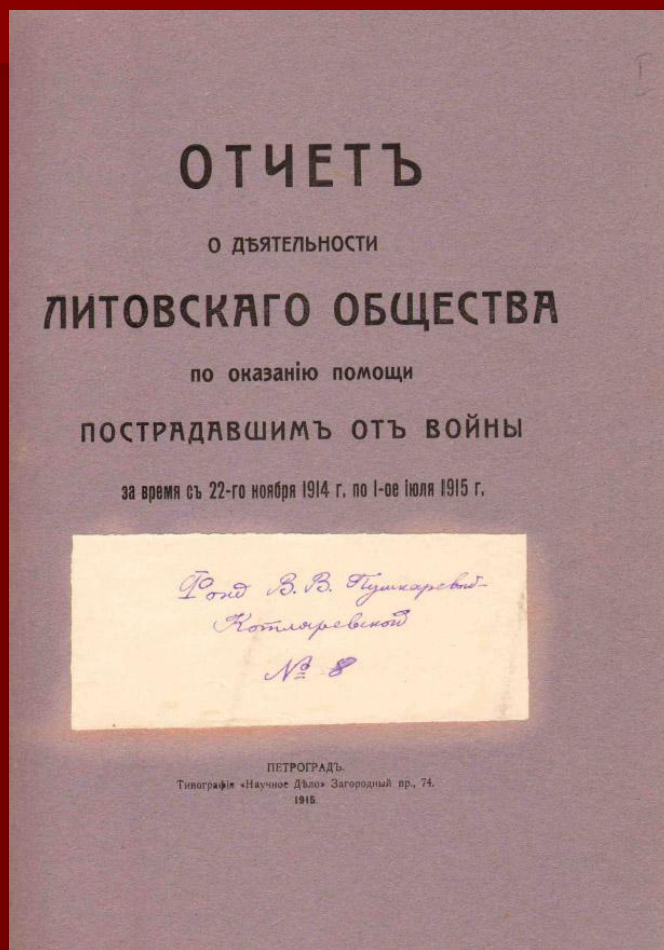 ОТЧЕТЪ
О ДѢЯТЕЛЬНОСТИ
ЛИТОВСКАГО ОБЩЕСТВА
по оказанію помощи
ПОСТРАДАВШИМЪ ОТЪ ВОЙНЫ
за время съ 22-го ноября 1914 г. по I-ое Іюля 1915 г.
Фонд В. В. Пушкаревой-
Котляревской
№ 8
ПЕТРОГРАДЪ.
Типографія «Научное Дѣло» Загородный пр., 74.
1915.